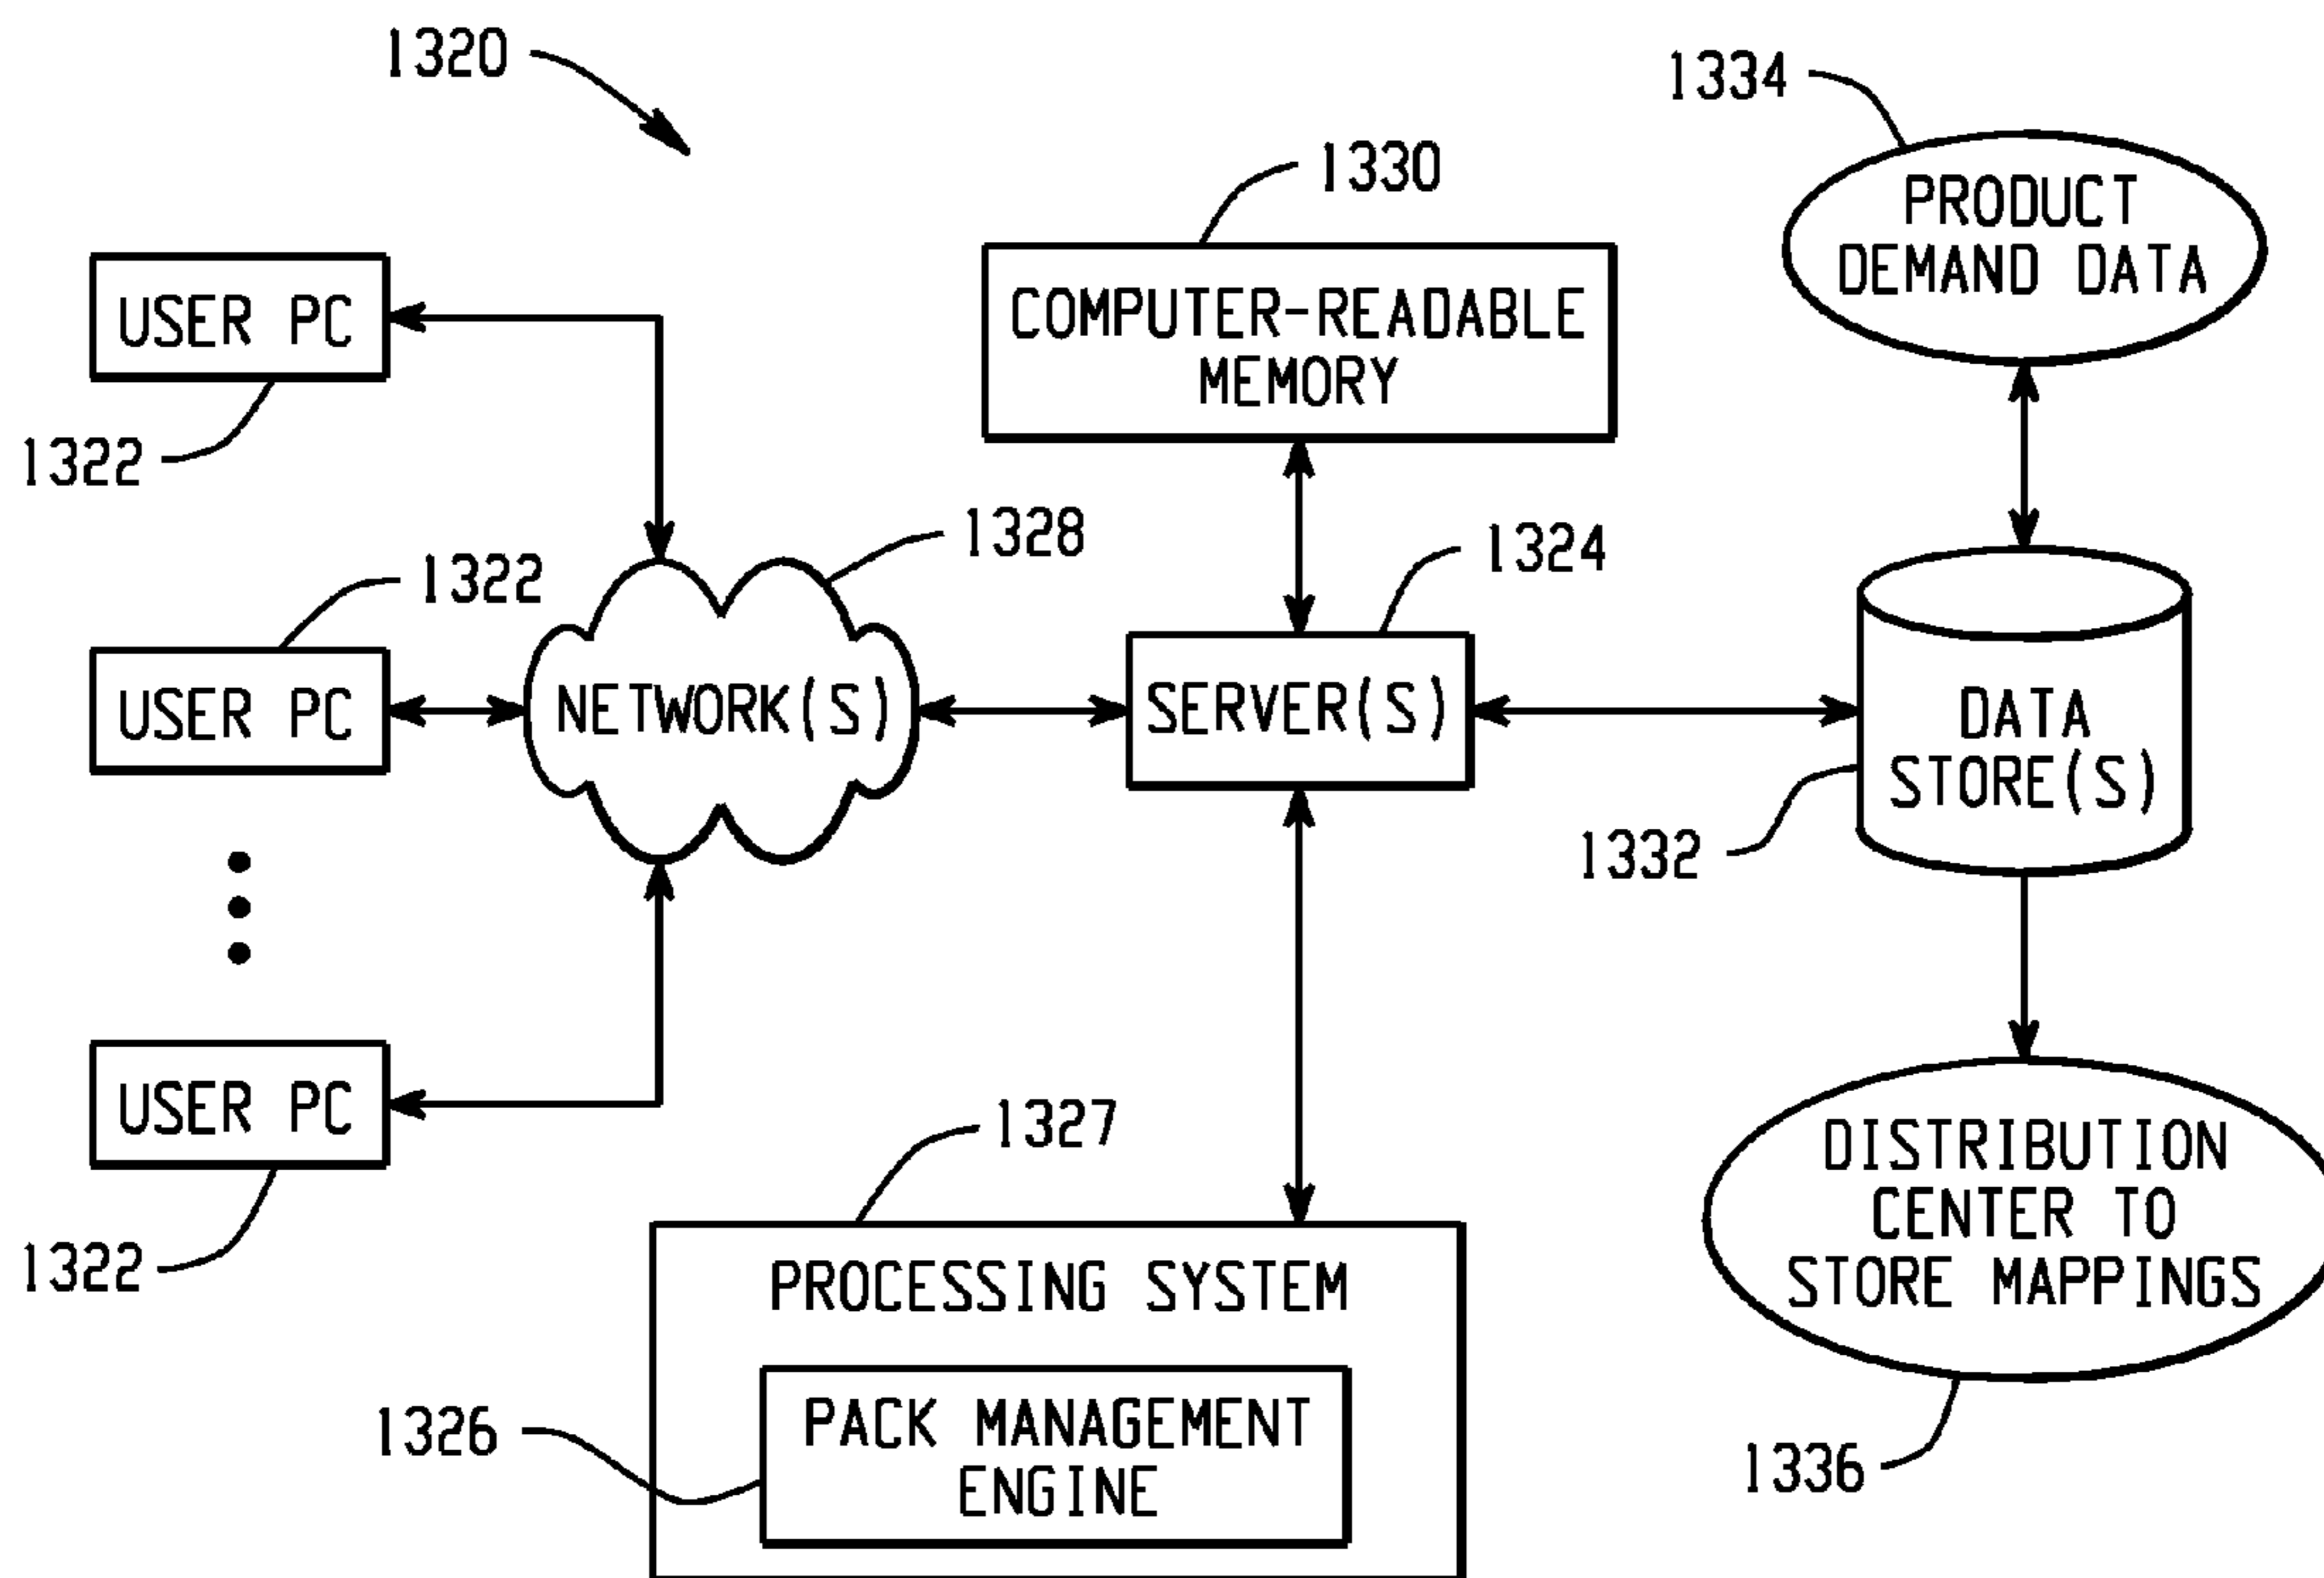 1320
1334
1330
PRODUCT
DEMAND DATA
USER PC
COMPUTER-READABLE
MEMORY
1322
1328
1324
1322
USER PC
NETWORK(S)
SERVER(S)
DATA
STORE(S)
1332
USER PC
1327
DISTRIBUTION
CENTER TO
STORE MAPPINGS
1322
PROCESSING SYSTEM
1326
PACK MANAGEMENT
ENGINE
1336